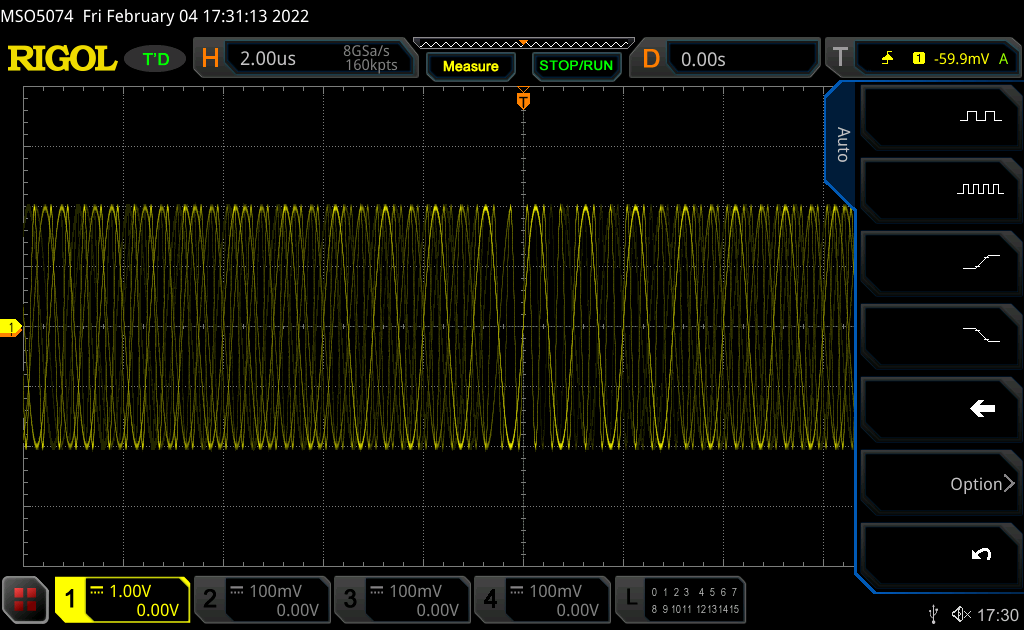 MSO5074 Fri February 04 17:31:13 2022
RIGOL T'D H 2.00us 8GSa/s 160kpts Measure STOP/RUN D 0.00s T 1 -59.9mV A
T
Auto
1
Option
1 1.00V 0.00V 2 100mV 0.00V 3 100mV 0.00V 4 100mV 0.00V L 0 1 2 3 4 5 6 7
8 9 10 11 12 13 14 15
17:30